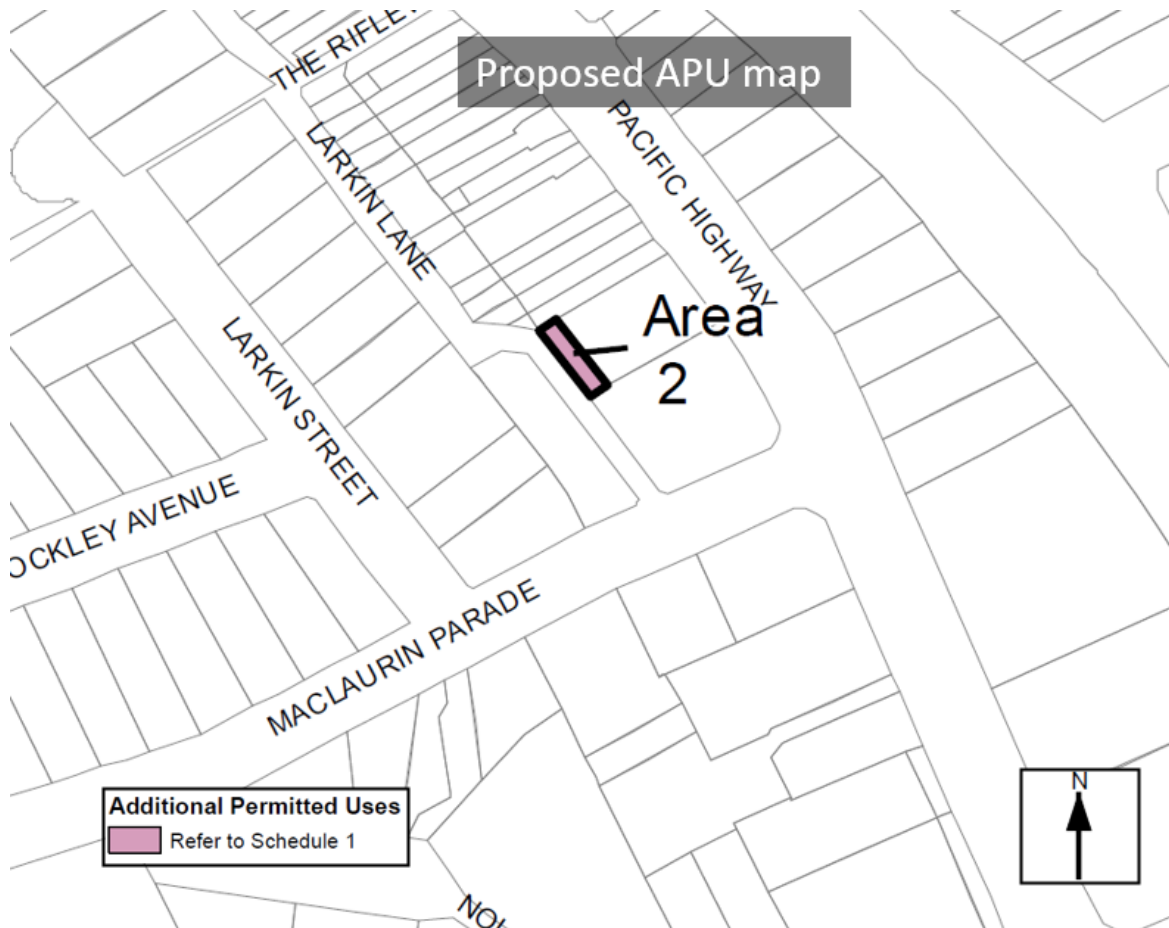 THE RIFLE
Proposed APU map
PACIFIC HIGHWAY
LARKIN LANE
Area
2
LARKIN STREET
OCKLEY AVENUE
MACLAURIN PARADE
Additional Permitted Uses
Refer to Schedule 1
N